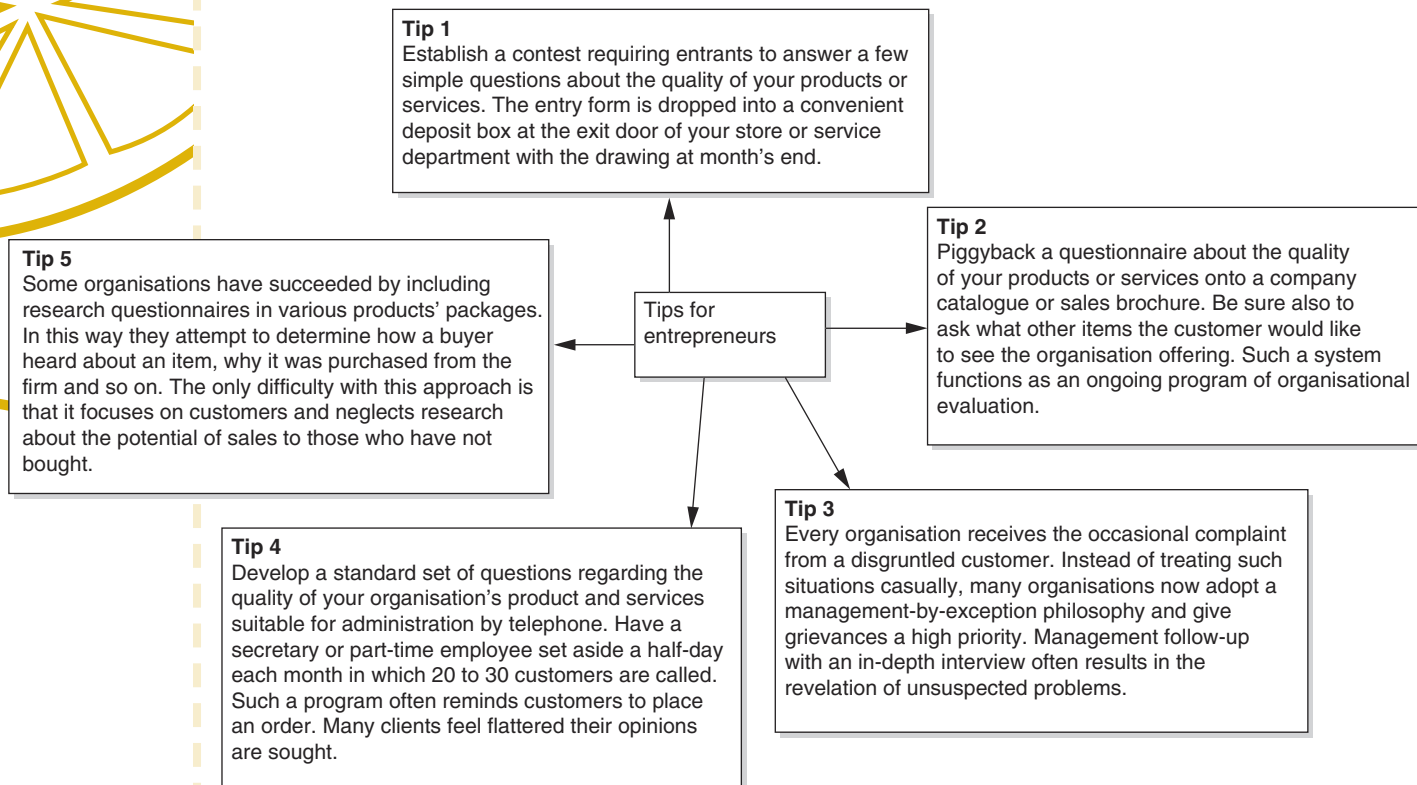 Tip 1
Establish a contest requiring entrants to answer a few
simple questions about the quality of your products or
services. The entry form is dropped into a convenient
deposit box at the exit door of your store or service
department with the drawing at month's end.
Tip 2
Piggyback a questionnaire about the quality
of your products or services onto a company
catalogue or sales brochure. Be sure also to
ask what other items the customer would like
to see the organisation offering. Such a system
functions as an ongoing program of organisational
evaluation.
Tip 5
Some organisations have succeeded by including
research questionnaires in various products' packages.
In this way they attempt to determine how a buyer
heard about an item, why it was purchased from the
firm and so on. The only difficulty with this approach is
that it focuses on customers and neglects research
about the potential of sales to those who have not
bought.
Tips for
entrepreneurs
Tip 3
Every organisation receives the occasional complaint
from a disgruntled customer. Instead of treating such
situations casually, many organisations now adopt a
management-by-exception philosophy and give
grievances a high priority. Management follow-up
with an in-depth interview often results in the
revelation of unsuspected problems.
Tip 4
Develop a standard set of questions regarding the
quality of your organisation's product and services
suitable for administration by telephone. Have a
secretary or part-time employee set aside a half-day
each month in which 20 to 30 customers are called.
Such a program often reminds customers to place
an order. Many clients feel flattered their opinions
are sought.